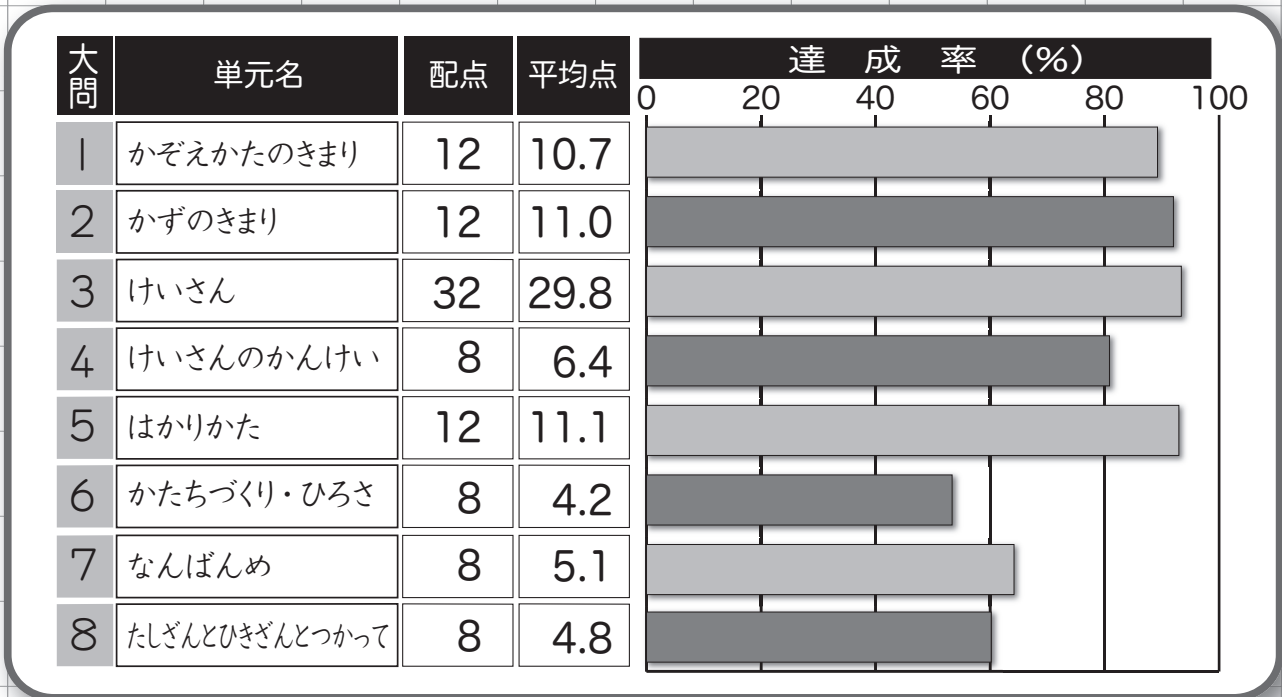 大問 単元名 配点 平均点 達成率(%)
0 20 40 60 80 100
1 かぞえかたのきまり 12 10.7
2 かずのきまり 12 11.0
3 けいさん 32 29.8
4 けいさんのかんけい 8 6.4
5 はかりかた 12 11.1
6 かたちづくり・ひろさ 8 4.2
7 なんばんめ 8 5.1
8 たしざんとひきざんとつかって 8 4.8